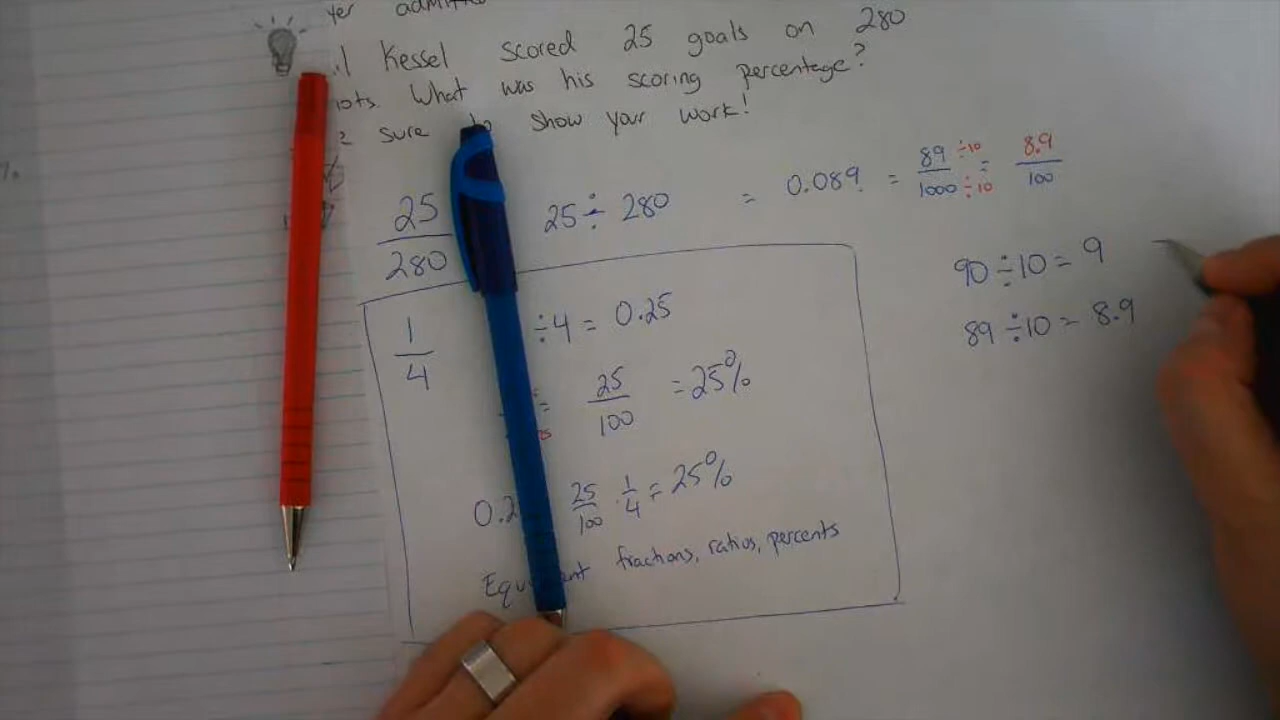 Kessel scored 25 goals on 280
What was his scoring percentage?
sure to show your work!
25/280 25 ÷ 280 = 0.089 = 89/1000 ÷10 ÷10 = 8.9/100
90 ÷ 10 = 9
89 ÷ 10 = 8.9
1/4 ÷ 4 = 0.25
= 25/100 = 25%
25/100 1/4 = 25%
fractions, ratios, percents